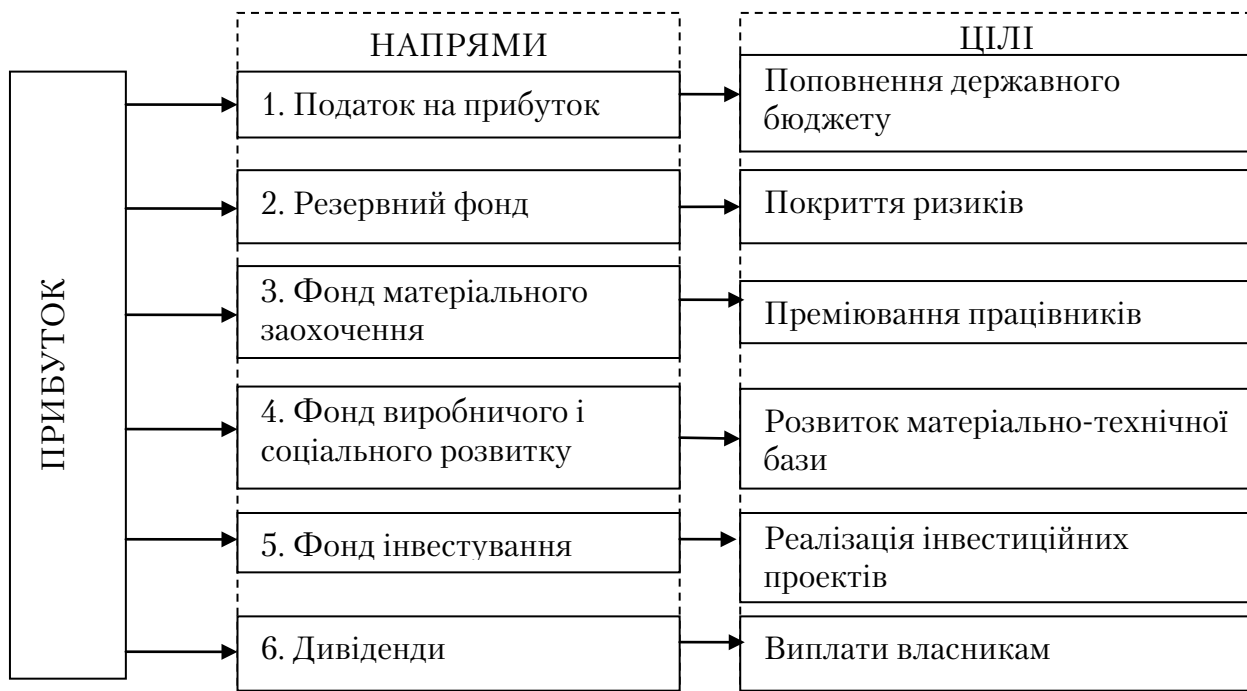 НАПРЯМИ
ЦІЛІ
ПРИБУТОК
1. Податок на прибуток
Поповнення державного
бюджету
2. Резервний фонд
Покриття ризиків
3. Фонд матеріального
заохочення
Преміювання працівників
4. Фонд виробничого і
соціального розвитку
Розвиток матеріально-технічної
бази
5. Фонд інвестування
Реалізація інвестиційних
проектів
6. Дивіденди
Виплати власникам